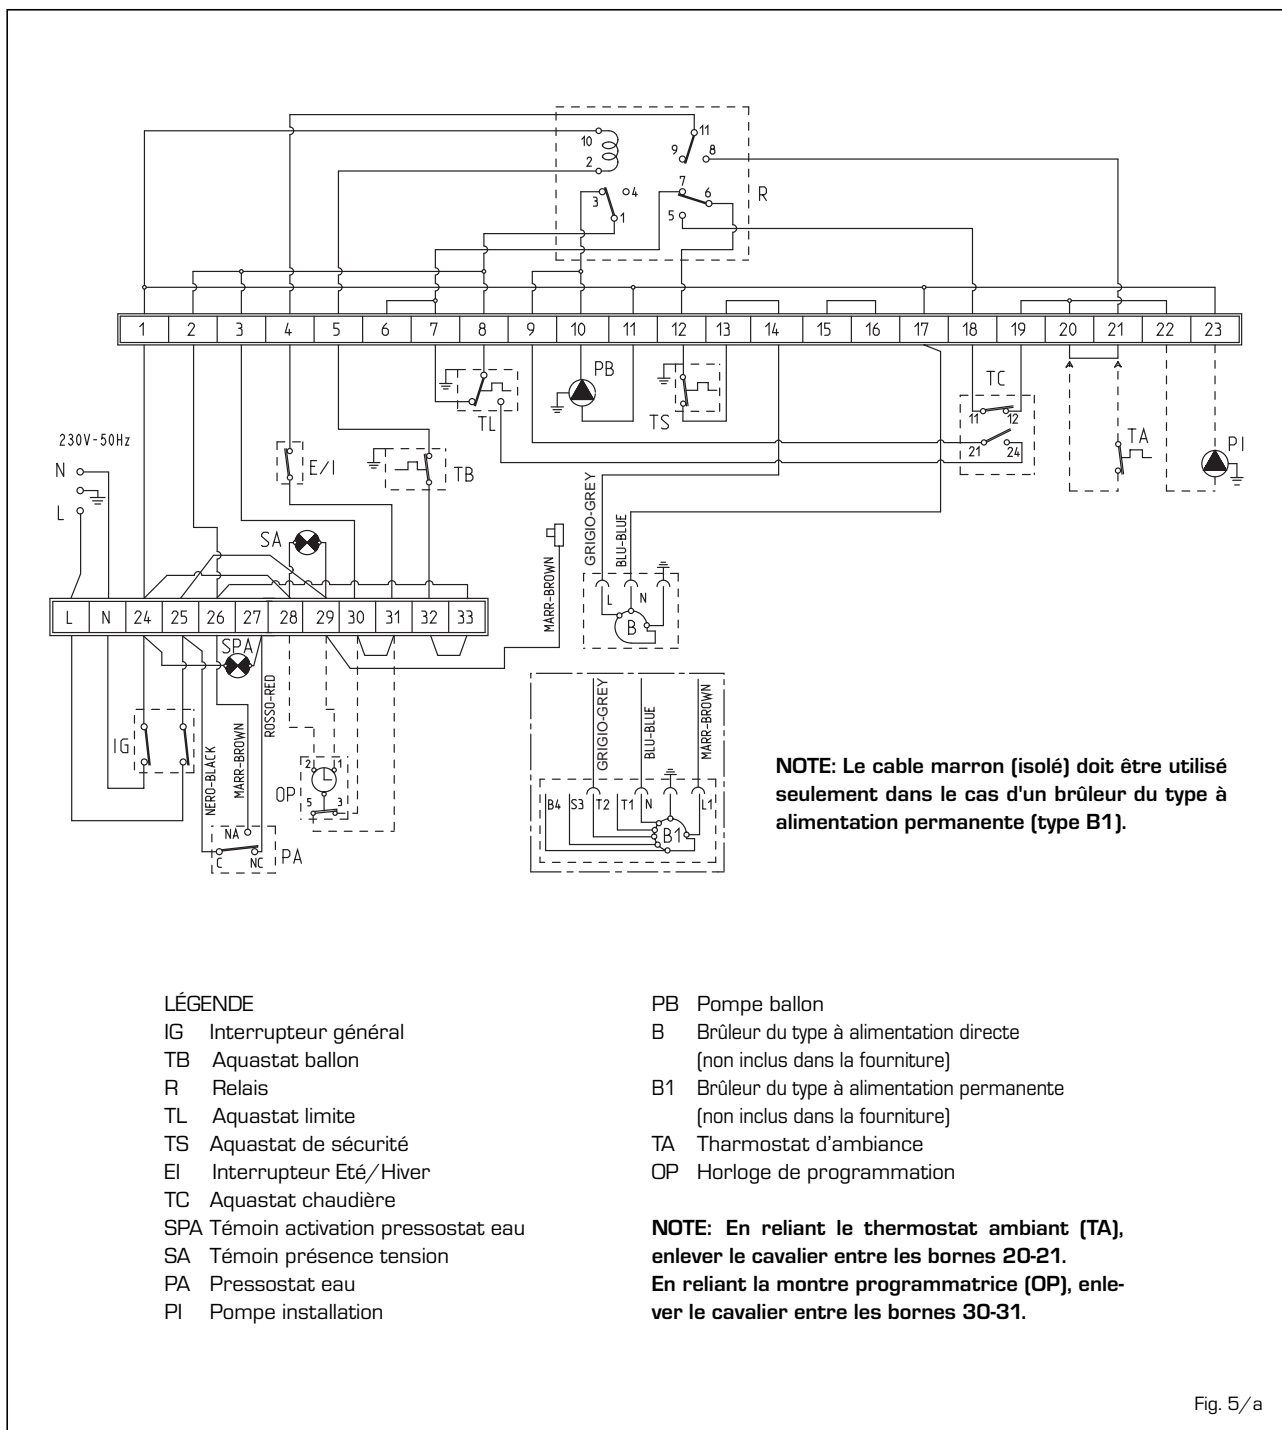 10
2
11
9
8
7
6
5
3
4
1
R
1 2 3 4 5 6 7 8 9 10 11 12 13 14 15 16 17 18 19 20 21 22 23
PB
TL
TS
TC
11 12
21 24
TA
PI
230V-50Hz
N
L
E/I
TB
SA
MARR-BROWN
GRIGIO-GREY
BLU-BLUE
L N
B
L N 24 25 26 27 28 29 30 31 32 33
SPA
IG
NERO-BLACK
MARR-BROWN
ROSSO-RED
OP
2 1
5 3
NA
C NC
PA
GRIGIO-GREY
BLU-BLUE
MARR-BROWN
B4 S3 T2 T1 N L1
B1
NOTE: Le cable marron (isolé) doit être utilisé
seulement dans le cas d'un brûleur du type à
alimentation permanente (type B1).
LÉGENDE
IG Interrupteur général
TB Aquastat ballon
R Relais
TL Aquastat limite
TS Aquastat de sécurité
EI Interrupteur Eté/Hiver
TC Aquastat chaudière
SPA Témoin activation pressostat eau
SA Témoin présence tension
PA Pressostat eau
PI Pompe installation
PB Pompe ballon
B Brûleur du type à alimentation directe
(non inclus dans la fourniture)
B1 Brûleur du type à alimentation permanente
(non inclus dans la fourniture)
TA Tharmostat d'ambiance
OP Horloge de programmation
NOTE: En reliant le thermostat ambiant (TA),
enlever le cavalier entre les bornes 20-21.
En reliant la montre programmatrice (OP), enle-
ver le cavalier entre les bornes 30-31.
Fig. 5/a